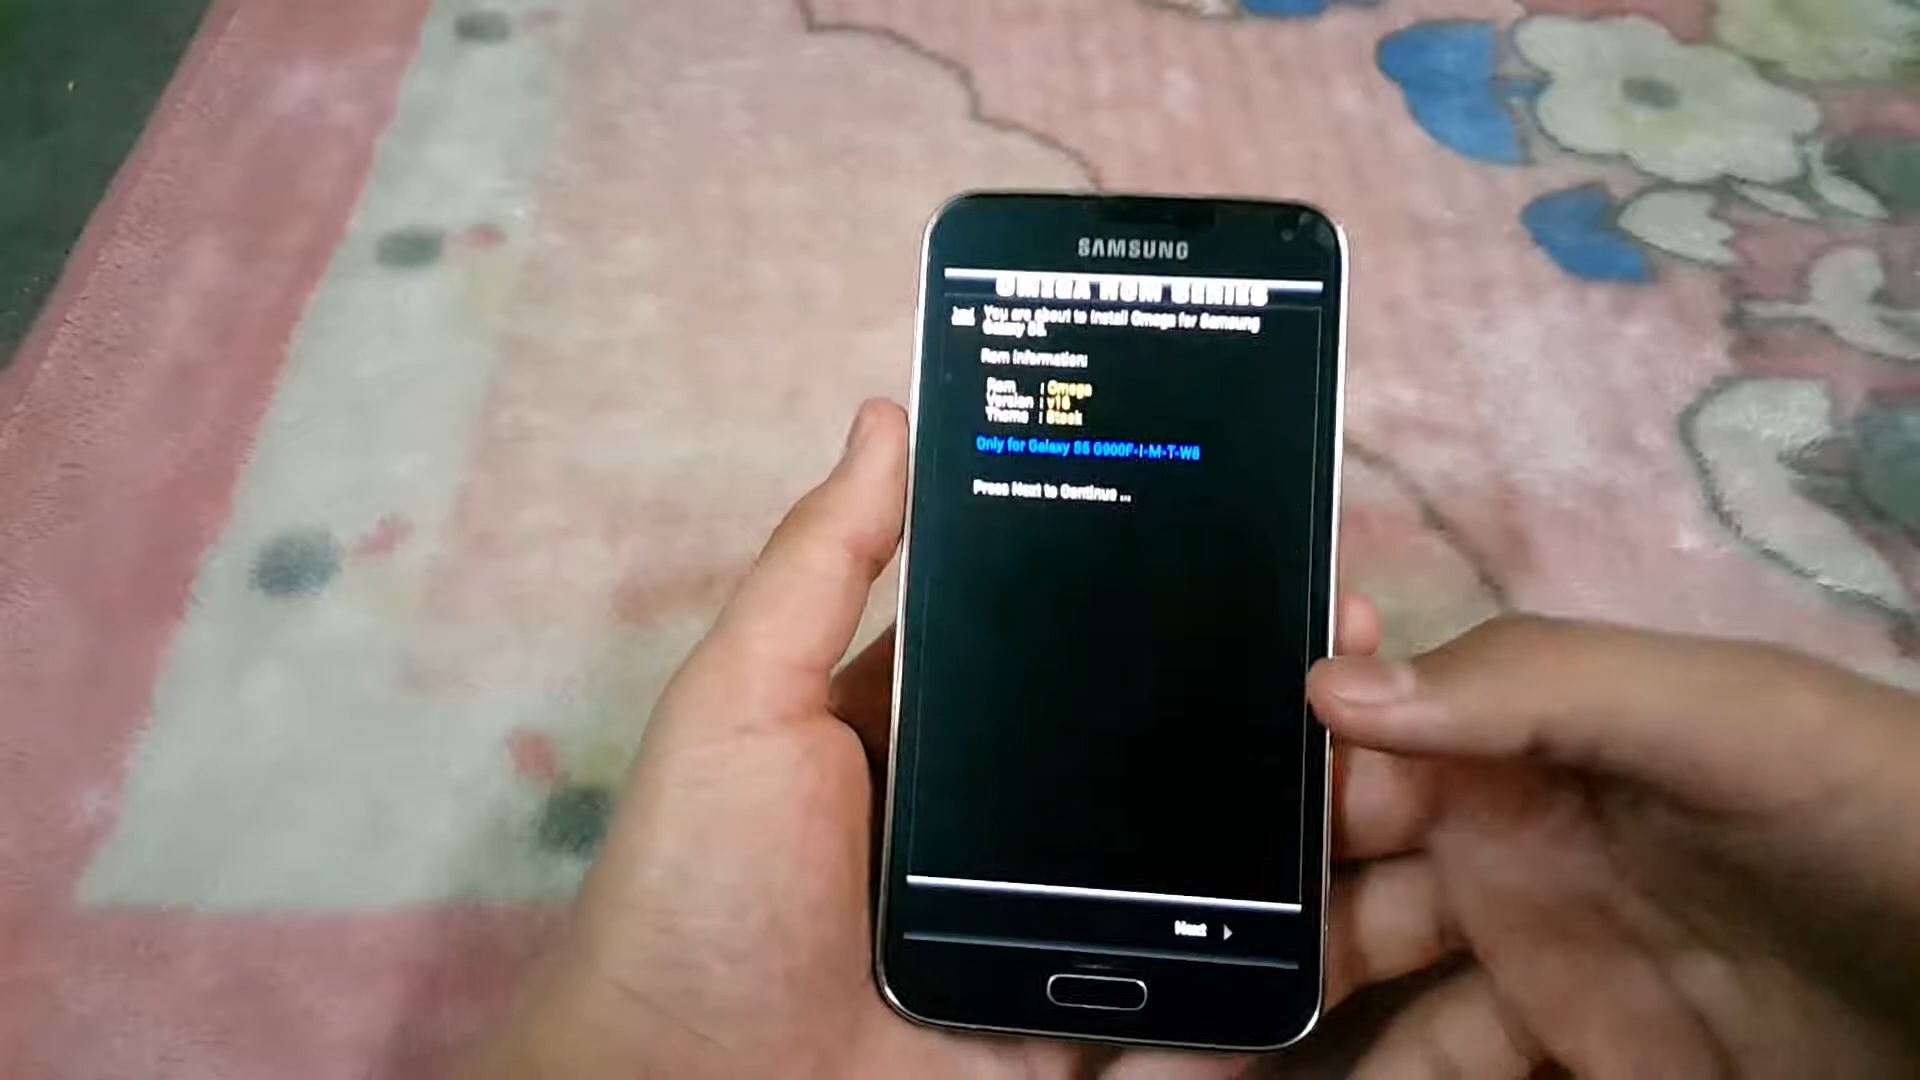 SAMSUNG
OMEGA ROM SERIES
You are about to install Omega for Samsung
Galaxy S5.
Rom Information:
Rom : Omega
Version : v16
Theme : Stock
Only for Galaxy S5 G900F-I-M-T-W8
Press Next to Continue ...
Next